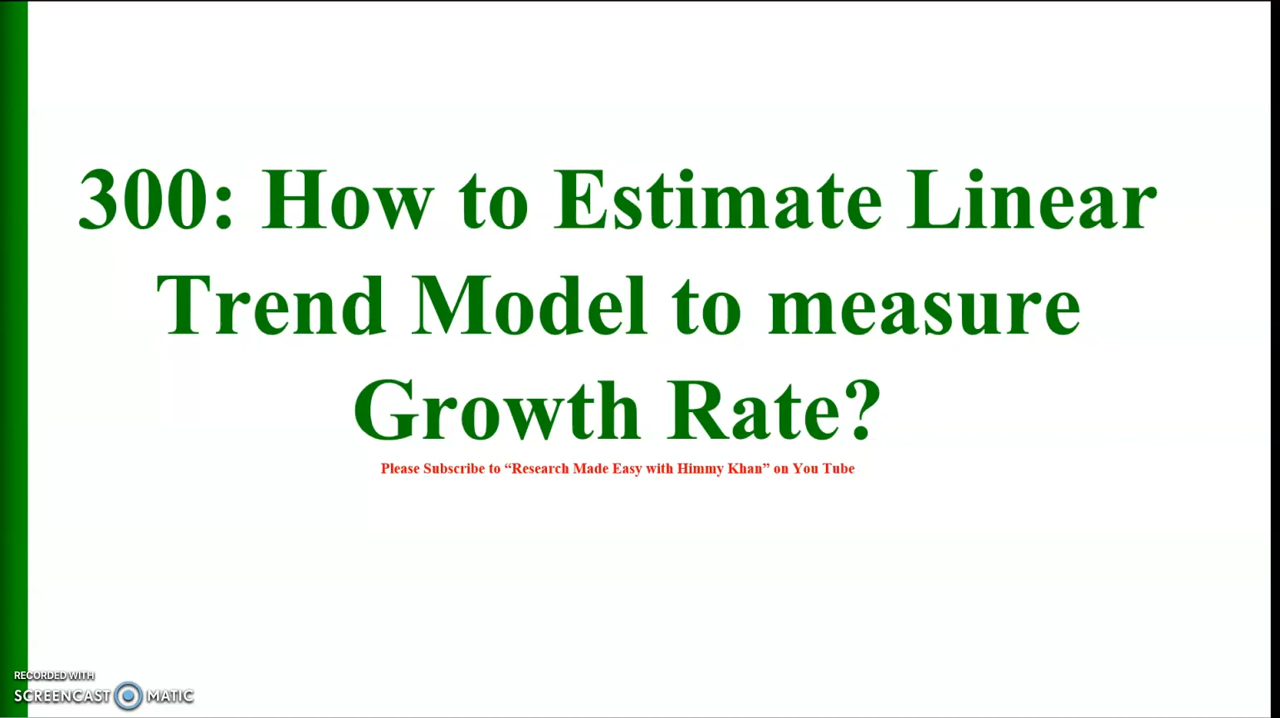 300: How to Estimate Linear
Trend Model to measure
Growth Rate?
Please Subscribe to “Research Made Easy with Himmy Khan” on You Tube
RECORDED WITH
SCREENCAST MATIC